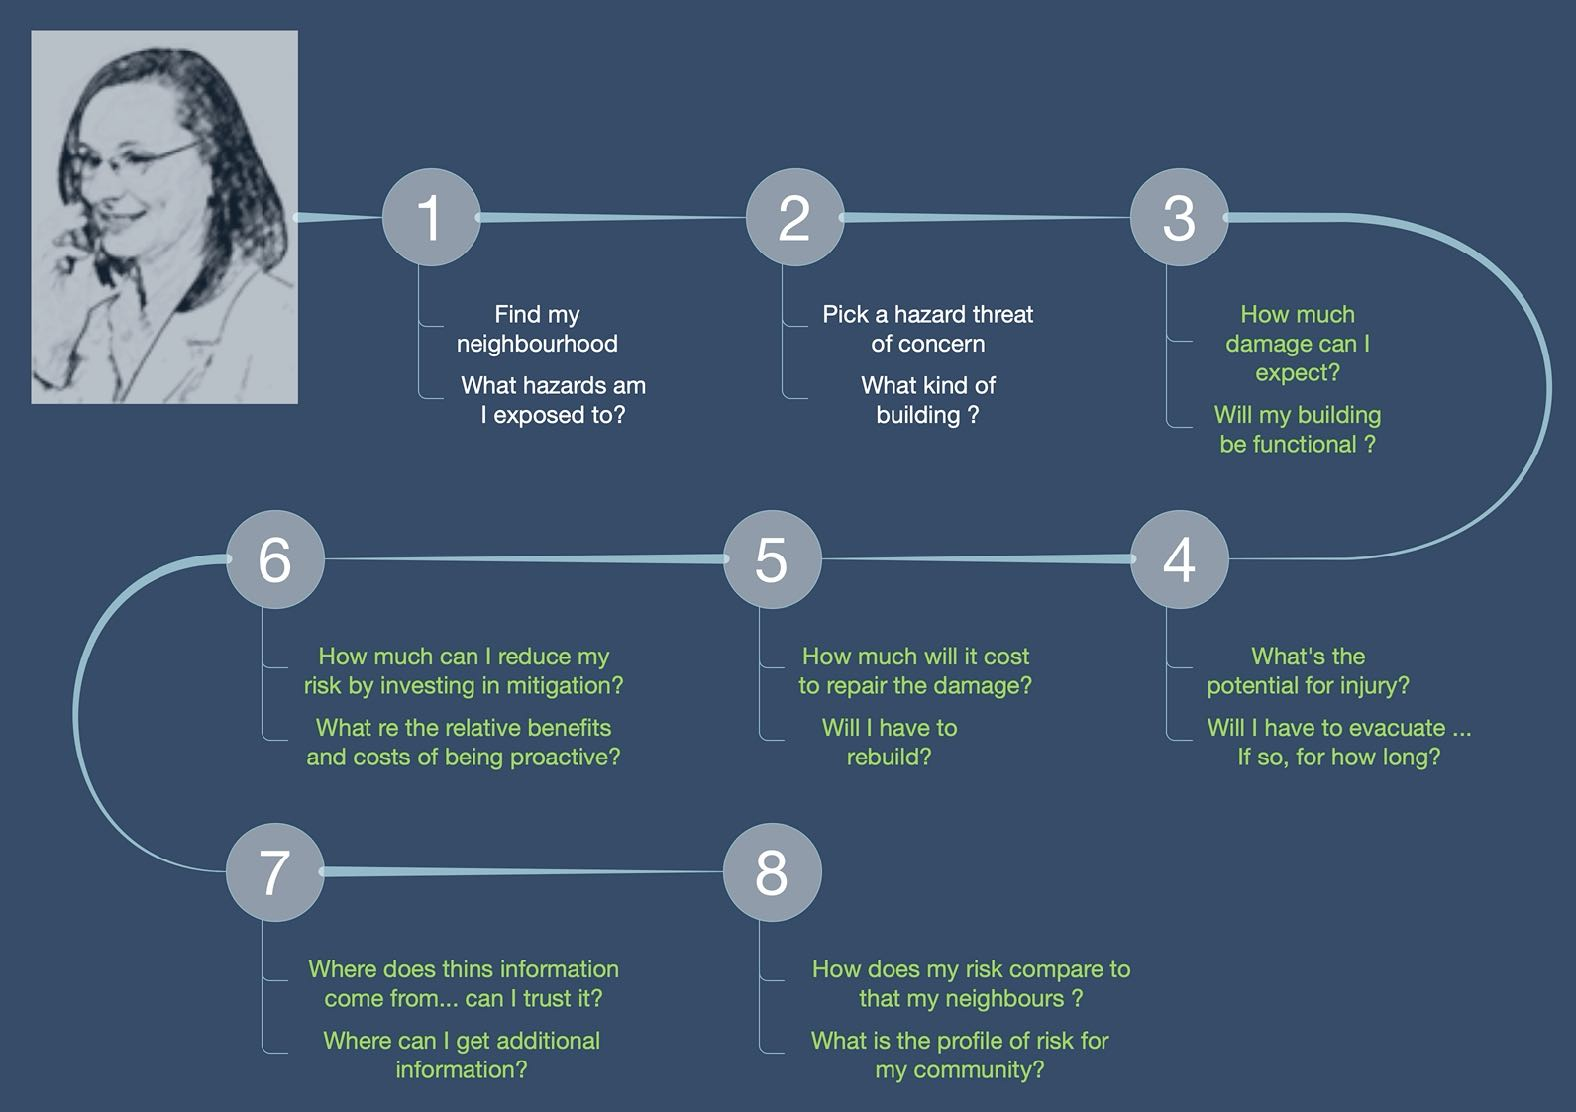 1
Find my
neighbourhood
What hazards am
I exposed to?
2
Pick a hazard threat
of concern
What kind of
building ?
3
How much
damage can I
expect?
Will my building
be functional ?
4
What's the
potential for injury?
Will I have to evacuate ...
If so, for how long?
5
How much will it cost
to repair the damage?
Will I have to
rebuild?
6
How much can I reduce my
risk by investing in mitigation?
What re the relative benefits
and costs of being proactive?
7
Where does thins information
come from... can I trust it?
Where can I get additional
information?
8
How does my risk compare to
that my neighbours ?
What is the profile of risk for
my community?